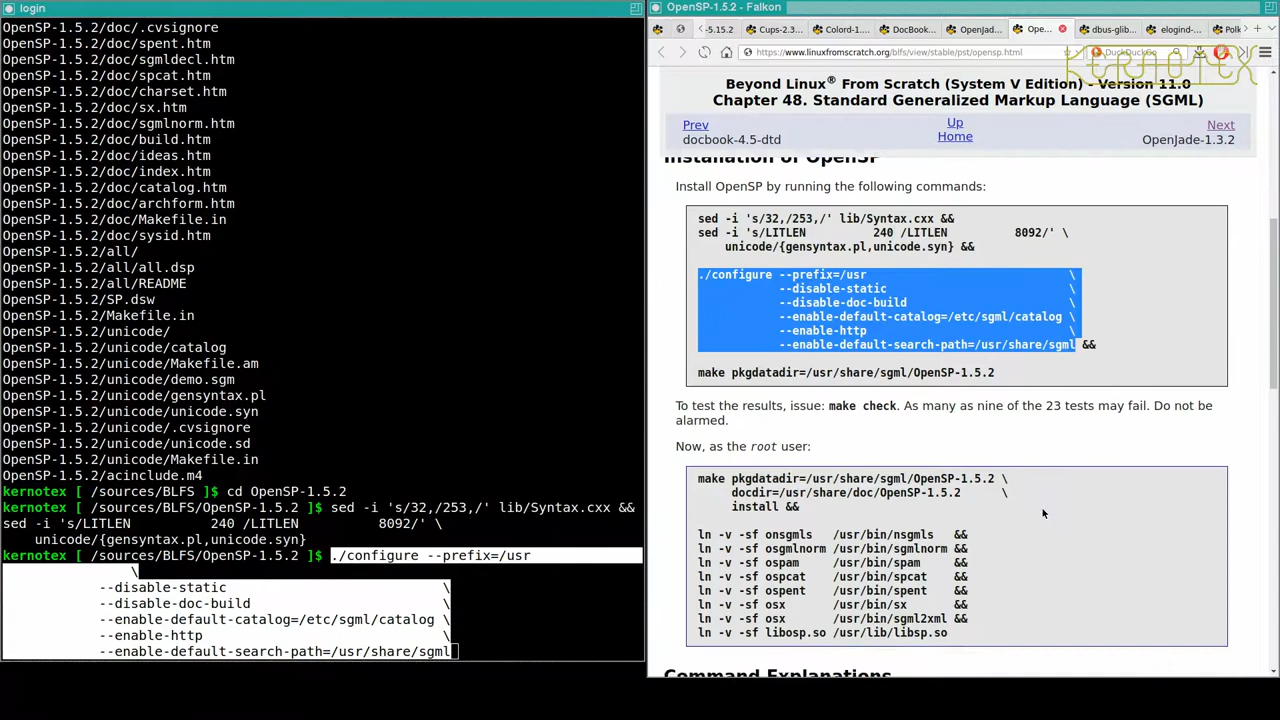 login
OpenSP-1.5.2/doc/.cvsignore
OpenSP-1.5.2/doc/spent.htm
OpenSP-1.5.2/doc/sgmldecl.htm
OpenSP-1.5.2/doc/spcat.htm
OpenSP-1.5.2/doc/charset.htm
OpenSP-1.5.2/doc/sx.htm
OpenSP-1.5.2/doc/sgmlnorm.htm
OpenSP-1.5.2/doc/build.htm
OpenSP-1.5.2/doc/ideas.htm
OpenSP-1.5.2/doc/index.htm
OpenSP-1.5.2/doc/catalog.htm
OpenSP-1.5.2/doc/archform.htm
OpenSP-1.5.2/doc/Makefile.in
OpenSP-1.5.2/doc/sysid.htm
OpenSP-1.5.2/all/
OpenSP-1.5.2/all/all.dsp
OpenSP-1.5.2/all/README
OpenSP-1.5.2/SP.dsw
OpenSP-1.5.2/Makefile.in
OpenSP-1.5.2/unicode/
OpenSP-1.5.2/unicode/catalog
OpenSP-1.5.2/unicode/Makefile.am
OpenSP-1.5.2/unicode/demo.sgm
OpenSP-1.5.2/unicode/gensyntax.pl
OpenSP-1.5.2/unicode/unicode.syn
OpenSP-1.5.2/unicode/.cvsignore
OpenSP-1.5.2/unicode/unicode.sd
OpenSP-1.5.2/unicode/Makefile.in
OpenSP-1.5.2/acinclude.m4
kernotex [ /sources/BLFS ]$ cd OpenSP-1.5.2
kernotex [ /sources/BLFS/OpenSP-1.5.2 ]$ sed -i 's/32,/253,/' lib/Syntax.cxx &&
sed -i 's/LITLEN          240 /LITLEN          8092/' \
    unicode/{gensyntax.pl,unicode.syn}
kernotex [ /sources/BLFS/OpenSP-1.5.2 ]$ ./configure --prefix=/usr
                \
            --disable-static                           \
            --disable-doc-build                        \
            --enable-default-catalog=/etc/sgml/catalog \
            --enable-http                              \
            --enable-default-search-path=/usr/share/sgml
OpenSP-1.5.2 - Falkon
-5.15.2 Cups-2.3... Colord-1... DocBook... OpenJad... Ope... dbus-glib... elogind-... Polk
https://www.linuxfromscratch.org/blfs/view/stable/pst/opensp.html DuckDuckGo
KERNOTEX
Beyond Linux® From Scratch (System V Edition) - Version 11.0
Chapter 48. Standard Generalized Markup Language (SGML)
Prev Up Next
docbook-4.5-dtd Home OpenJade-1.3.2
Installation of OpenSP
Install OpenSP by running the following commands:
sed -i 's/32,/253,/' lib/Syntax.cxx &&
sed -i 's/LITLEN          240 /LITLEN          8092/' \
    unicode/{gensyntax.pl,unicode.syn} &&
./configure --prefix=/usr                              \
            --disable-static                           \
            --disable-doc-build                        \
            --enable-default-catalog=/etc/sgml/catalog \
            --enable-http                              \
            --enable-default-search-path=/usr/share/sgml &&
make pkgdatadir=/usr/share/sgml/OpenSP-1.5.2
To test the results, issue: make check. As many as nine of the 23 tests may fail. Do not be
alarmed.
Now, as the root user:
make pkgdatadir=/usr/share/sgml/OpenSP-1.5.2 \
     docdir=/usr/share/doc/OpenSP-1.5.2      \
     install &&
ln -v -sf onsgmls   /usr/bin/nsgmls   &&
ln -v -sf osgmlnorm /usr/bin/sgmlnorm &&
ln -v -sf ospam     /usr/bin/spam     &&
ln -v -sf ospcat    /usr/bin/spcat    &&
ln -v -sf ospent    /usr/bin/spent    &&
ln -v -sf osx       /usr/bin/sx       &&
ln -v -sf osx       /usr/bin/sgml2xml &&
ln -v -sf libosp.so /usr/lib/libsp.so
Command Explanations